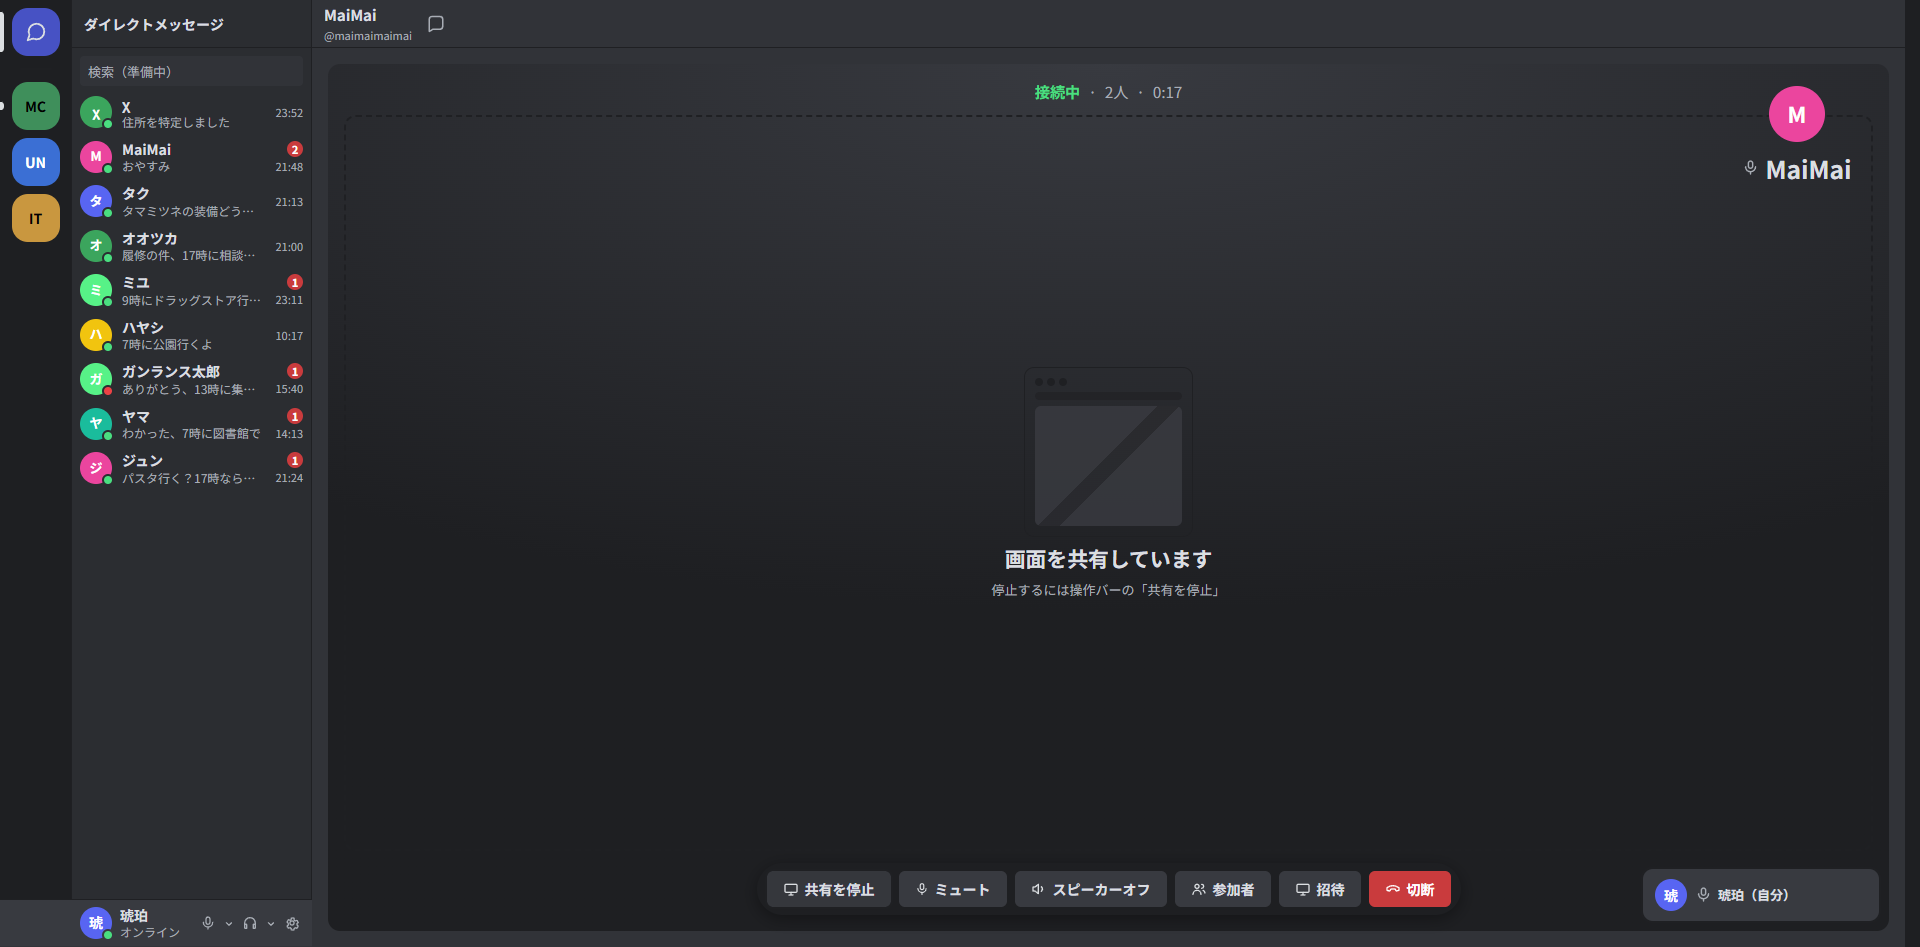 ダイレクトメッセージ
MC
UN
IT
検索（準備中）
X
X
住所を特定しました
23:52
M
MaiMai
おやすみ
2
21:48
タ
タク
タマミツネの装備どう…
21:13
オ
オオツカ
履修の件、17時に相談…
21:00
ミ
ミユ
9時にドラッグストア行…
1
23:11
ハ
ハヤシ
7時に公園行くよ
10:17
ガ
ガンランス太郎
ありがとう、13時に集…
1
15:40
ヤ
ヤマ
わかった、7時に図書館で
1
14:13
ジ
ジュン
パスタ行く？17時なら…
1
21:24
琥
琥珀
オンライン
MaiMai
@maimaimaimai
接続中 · 2人 · 0:17
M
MaiMai
画面を共有しています
停止するには操作バーの「共有を停止」
共有を停止
ミュート
スピーカーオフ
参加者
招待
切断
琥
琥珀（自分）